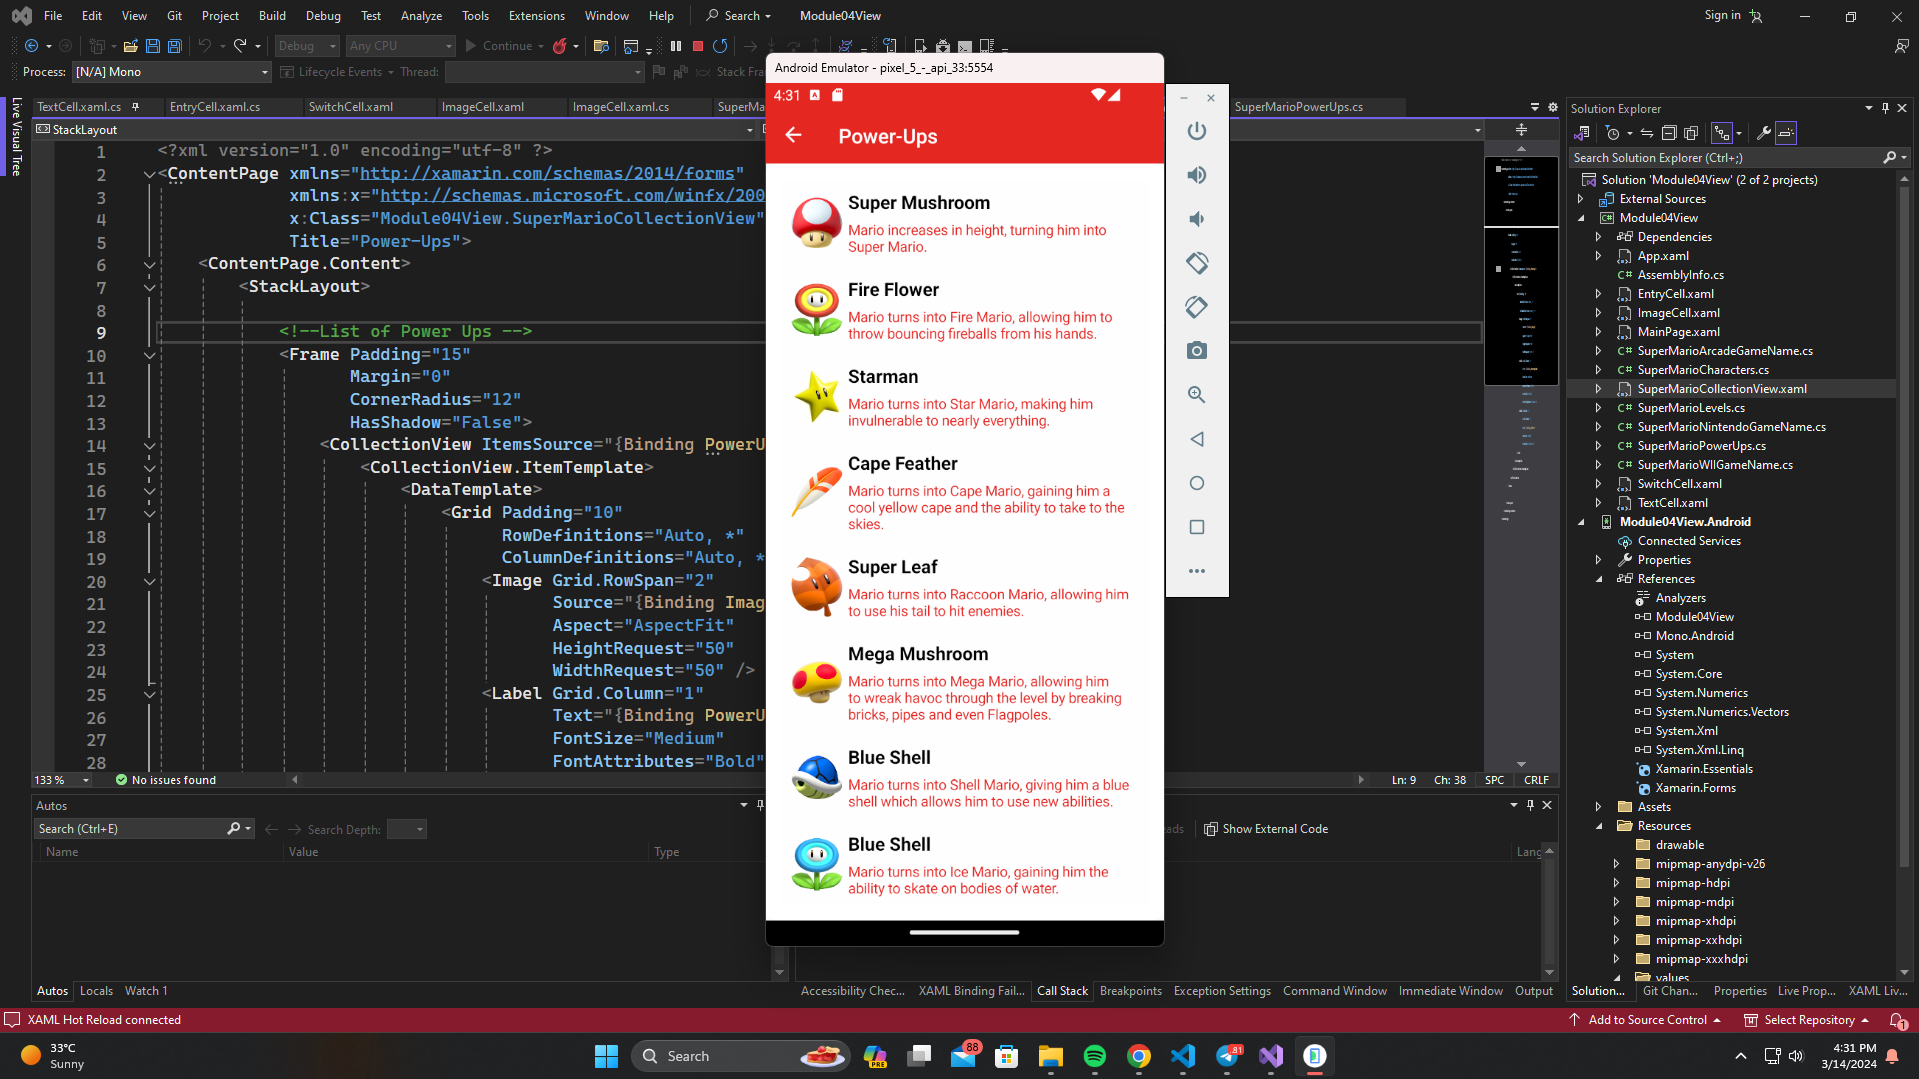 File Edit View Git Project Build Debug Test Analyze Tools Extensions Window Help Search Module04View Sign in
Debug Any CPU Continue
Process: [N/A] Mono Lifecycle Events Thread: Stack Fram
Live Visual Tree
TextCell.xaml.cs EntryCell.xaml.cs SwitchCell.xaml ImageCell.xaml ImageCell.xaml.cs SuperMa SuperMarioPowerUps.cs
StackLayout
1 <?xml version="1.0" encoding="utf-8" ?>
2 <ContentPage xmlns="http://xamarin.com/schemas/2014/forms"
3 xmlns:x="http://schemas.microsoft.com/winfx/200
4 x:Class="Module04View.SuperMarioCollectionView"
5 Title="Power-Ups">
6 <ContentPage.Content>
7 <StackLayout>
8
9 <!--List of Power Ups -->
10 <Frame Padding="15"
11 Margin="0"
12 CornerRadius="12"
13 HasShadow="False">
14 <CollectionView ItemsSource="{Binding PowerU
15 <CollectionView.ItemTemplate>
16 <DataTemplate>
17 <Grid Padding="10"
18 RowDefinitions="Auto, *"
19 ColumnDefinitions="Auto, *
20 <Image Grid.RowSpan="2"
21 Source="{Binding Imag
22 Aspect="AspectFit"
23 HeightRequest="50"
24 WidthRequest="50" />
25 <Label Grid.Column="1"
26 Text="{Binding PowerU
27 FontSize="Medium"
28 FontAttributes="Bold"
133 % No issues found Ln: 9 Ch: 38 SPC CRLF
Android Emulator - pixel_5_-_api_33:5554
4:31
Power-Ups
Super Mushroom
Mario increases in height, turning him into
Super Mario.
Fire Flower
Mario turns into Fire Mario, allowing him to
throw bouncing fireballs from his hands.
Starman
Mario turns into Star Mario, making him
invulnerable to nearly everything.
Cape Feather
Mario turns into Cape Mario, gaining him a
cool yellow cape and the ability to take to the
skies.
Super Leaf
Mario turns into Raccoon Mario, allowing him
to use his tail to hit enemies.
Mega Mushroom
Mario turns into Mega Mario, allowing him
to wreak havoc through the level by breaking
bricks, pipes and even Flagpoles.
Blue Shell
Mario turns into Shell Mario, giving him a blue
shell which allows him to use new abilities.
Blue Shell
Mario turns into Ice Mario, gaining him the
ability to skate on bodies of water.
Solution Explorer
Search Solution Explorer (Ctrl+;)
Solution 'Module04View' (2 of 2 projects)
External Sources
Module04View
Dependencies
App.xaml
AssemblyInfo.cs
EntryCell.xaml
ImageCell.xaml
MainPage.xaml
SuperMarioArcadeGameName.cs
SuperMarioCharacters.cs
SuperMarioCollectionView.xaml
SuperMarioLevels.cs
SuperMarioNintendoGameName.cs
SuperMarioPowerUps.cs
SuperMarioWIIGameName.cs
SwitchCell.xaml
TextCell.xaml
Module04View.Android
Connected Services
Properties
References
Analyzers
Module04View
Mono.Android
System
System.Core
System.Numerics
System.Numerics.Vectors
System.Xml
System.Xml.Linq
Xamarin.Essentials
Xamarin.Forms
Assets
Resources
drawable
mipmap-anydpi-v26
mipmap-hdpi
mipmap-mdpi
mipmap-xhdpi
mipmap-xxhdpi
mipmap-xxxhdpi
values
Autos
Search (Ctrl+E) Search Depth: ads Show External Code
Name Value Type Lang
Autos Locals Watch 1 Accessibility Chec... XAML Binding Fail... Call Stack Breakpoints Exception Settings Command Window Immediate Window Output Solution... Git Chan... Properties Live Prop... XAML Liv...
XAML Hot Reload connected Add to Source Control Select Repository 1
33°C
Sunny
Search PRE 88 81
4:31 PM
3/14/2024